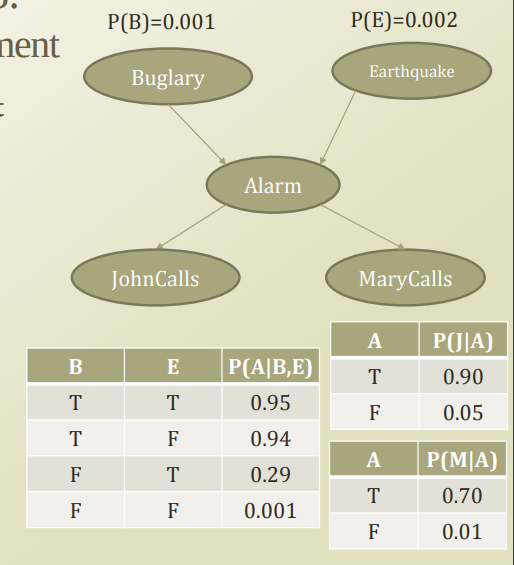 P(B)=0.001 P(E)=0.002
ment
Buglary Earthquake
Alarm
JohnCalls MaryCalls
B E P(A|B,E)
T T 0.95
T F 0.94
F T 0.29
F F 0.001
A P(J|A)
T 0.90
F 0.05
A P(M|A)
T 0.70
F 0.01